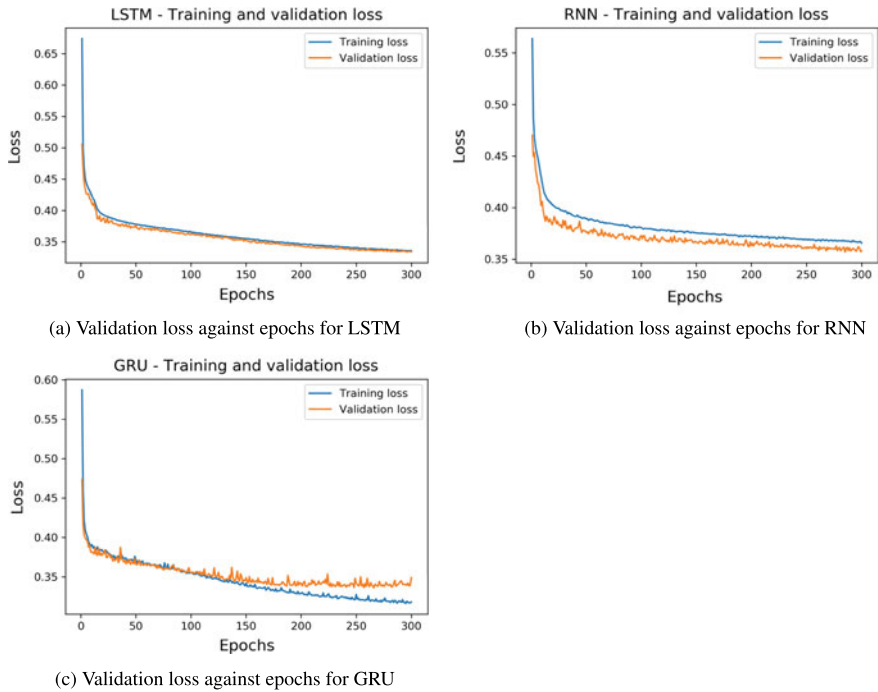 LSTM - Training and validation loss
Training loss
Validation loss
0.65
0.60
0.55
0.50
0.45
0.40
0.35
Loss
0 50 100 150 200 250 300
Epochs
(a) Validation loss against epochs for LSTM
RNN - Training and validation loss
Training loss
Validation loss
0.55
0.50
0.45
0.40
0.35
Loss
0 50 100 150 200 250 300
Epochs
(b) Validation loss against epochs for RNN
GRU - Training and validation loss
Training loss
Validation loss
0.60
0.55
0.50
0.45
0.40
0.35
Loss
0 50 100 150 200 250 300
Epochs
(c) Validation loss against epochs for GRU